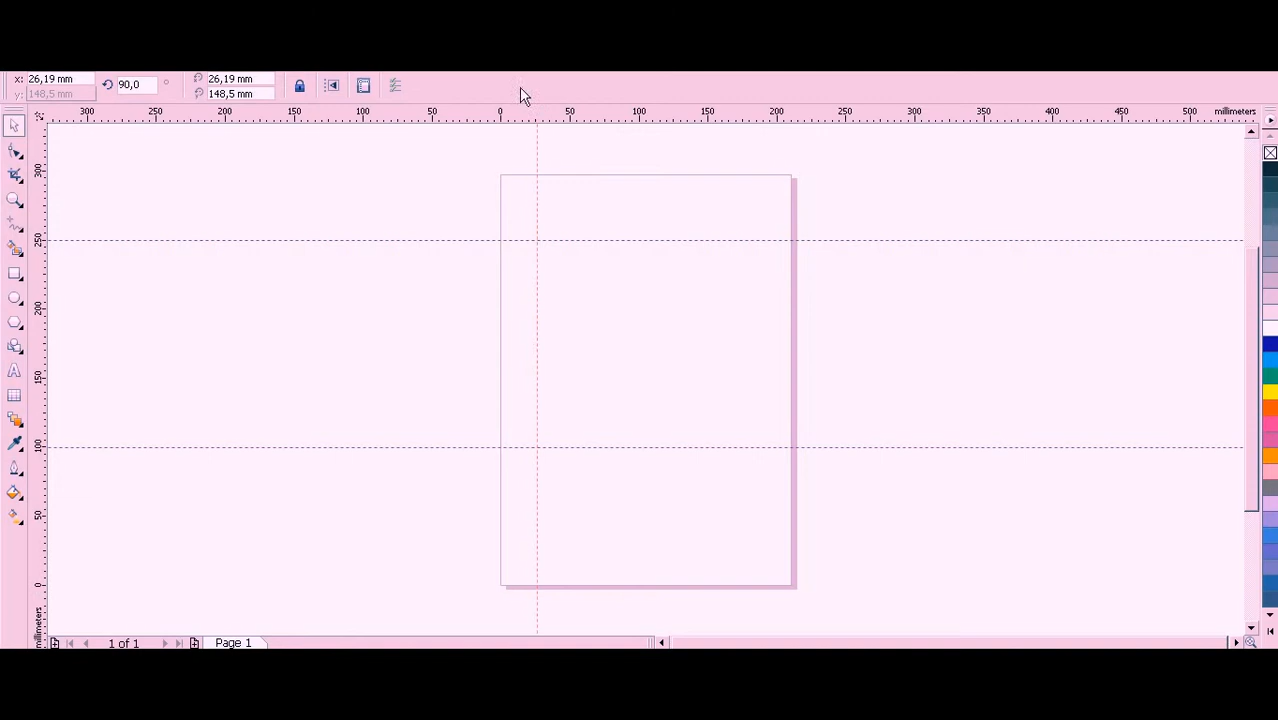 x: 26,19 mm 90,0 ° 26,19 mm
y: 148,5 mm 148,5 mm
300 250 200 150 100 50 0 50 100 150 200 250 300 350 400 450 500 millimeters
300
250
200
150
100
50
0
millimeters
A
1 of 1 Page 1